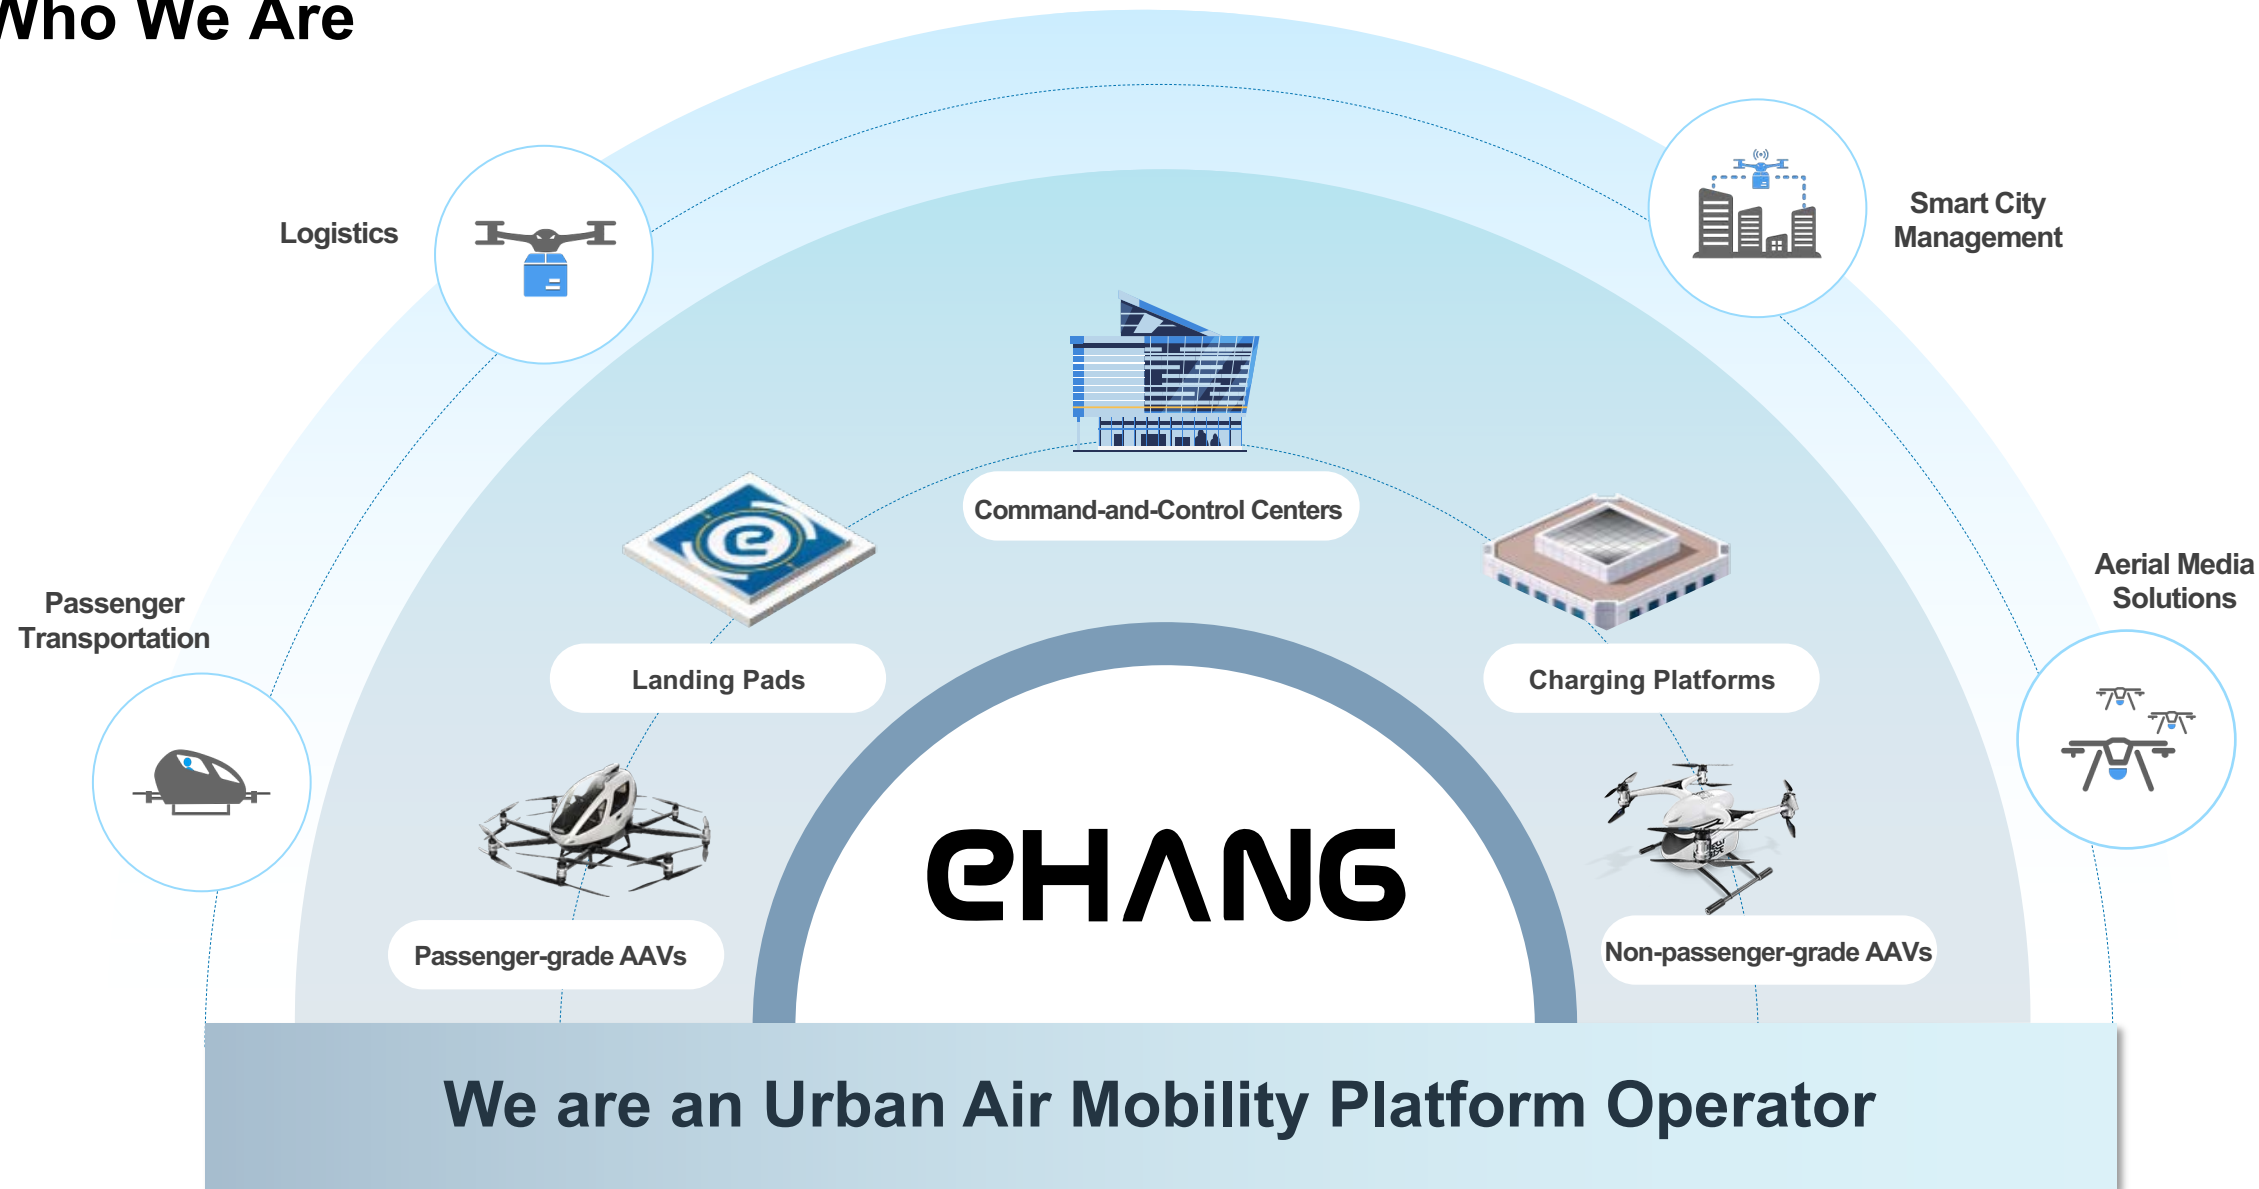 Who We Are
Logistics
Smart City
Management
Command-and-Control Centers
Aerial Media
Solutions
Passenger
Transportation
Landing Pads
Charging Platforms
EHANG
Passenger-grade AAVs
Non-passenger-grade AAVs
We are an Urban Air Mobility Platform Operator